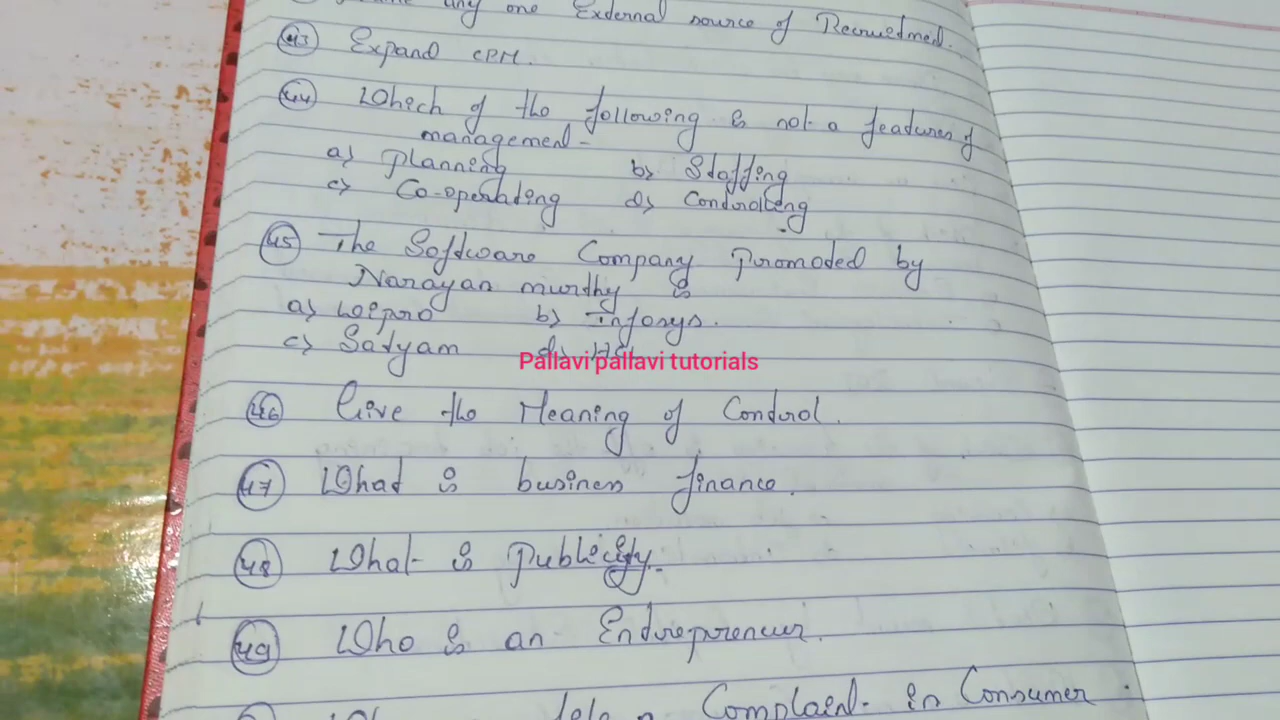 any one External source of Recruitment.
43 Expand CPM.
44 Which of the following is not a features of
management-
a) planning b) Staffing
c) Co-operating d) Controlling
45 The Software Company Promoted by
Narayan murthy is
a) Wipro b) Infosys.
c) Satyam d)
Pallavi pallavi tutorials
46 Give the Meaning of Control.
47 What is business finance.
48 What is Publicity.
49 Who is an Entrepreneur.
Complaint in Consumer